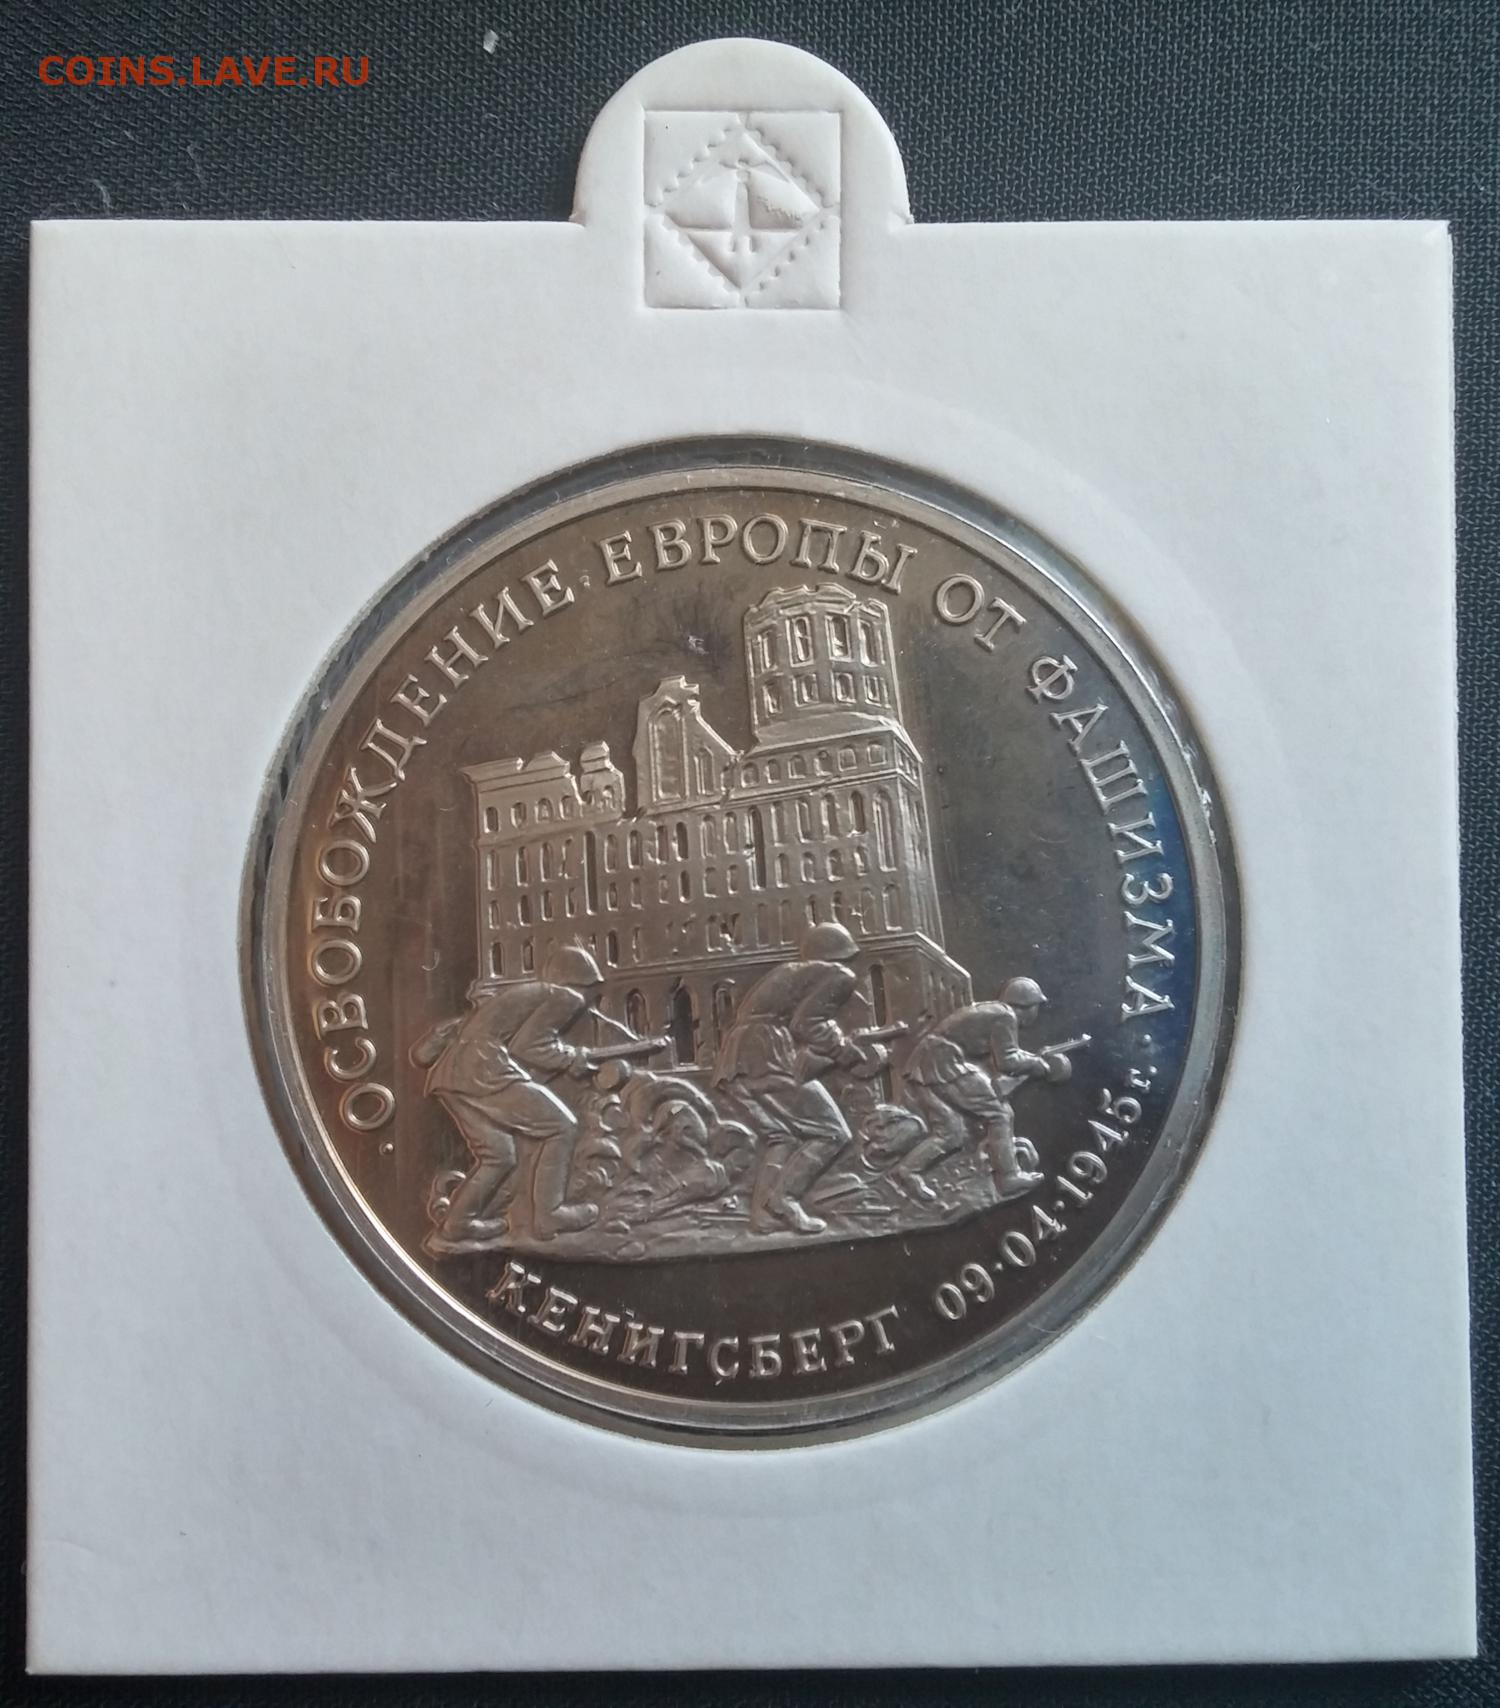 COINS.LAVE.RU
·ОСВОБОЖДЕНИЕ·ЕВРОПЫ ОТ ФАШИЗМА·
КЕНИГСБЕРГ 09·04·1945г.